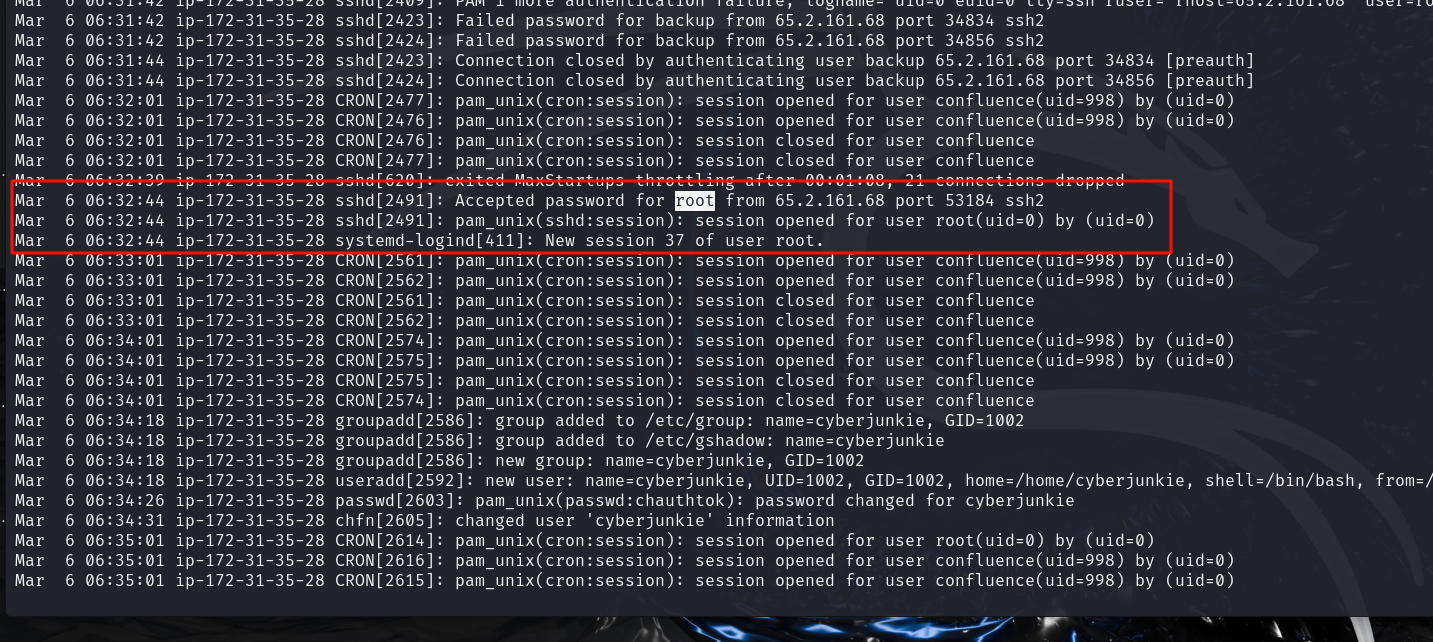 Mar  6 06:31:42 ip-172-31-35-28 sshd[2409]: PAM 1 more authentication failure; logname= uid=0 euid=0 tty=ssh ruser= rhost=65.2.161.68  user=ro
Mar  6 06:31:42 ip-172-31-35-28 sshd[2423]: Failed password for backup from 65.2.161.68 port 34834 ssh2
Mar  6 06:31:42 ip-172-31-35-28 sshd[2424]: Failed password for backup from 65.2.161.68 port 34856 ssh2
Mar  6 06:31:44 ip-172-31-35-28 sshd[2423]: Connection closed by authenticating user backup 65.2.161.68 port 34834 [preauth]
Mar  6 06:31:44 ip-172-31-35-28 sshd[2424]: Connection closed by authenticating user backup 65.2.161.68 port 34856 [preauth]
Mar  6 06:32:01 ip-172-31-35-28 CRON[2477]: pam_unix(cron:session): session opened for user confluence(uid=998) by (uid=0)
Mar  6 06:32:01 ip-172-31-35-28 CRON[2476]: pam_unix(cron:session): session opened for user confluence(uid=998) by (uid=0)
Mar  6 06:32:01 ip-172-31-35-28 CRON[2476]: pam_unix(cron:session): session closed for user confluence
Mar  6 06:32:01 ip-172-31-35-28 CRON[2477]: pam_unix(cron:session): session closed for user confluence
Mar  6 06:32:39 ip-172-31-35-28 sshd[620]: exited MaxStartups throttling after 00:01:08, 21 connections dropped
Mar  6 06:32:44 ip-172-31-35-28 sshd[2491]: Accepted password for root from 65.2.161.68 port 53184 ssh2
Mar  6 06:32:44 ip-172-31-35-28 sshd[2491]: pam_unix(sshd:session): session opened for user root(uid=0) by (uid=0)
Mar  6 06:32:44 ip-172-31-35-28 systemd-logind[411]: New session 37 of user root.
Mar  6 06:33:01 ip-172-31-35-28 CRON[2561]: pam_unix(cron:session): session opened for user confluence(uid=998) by (uid=0)
Mar  6 06:33:01 ip-172-31-35-28 CRON[2562]: pam_unix(cron:session): session opened for user confluence(uid=998) by (uid=0)
Mar  6 06:33:01 ip-172-31-35-28 CRON[2561]: pam_unix(cron:session): session closed for user confluence
Mar  6 06:33:01 ip-172-31-35-28 CRON[2562]: pam_unix(cron:session): session closed for user confluence
Mar  6 06:34:01 ip-172-31-35-28 CRON[2574]: pam_unix(cron:session): session opened for user confluence(uid=998) by (uid=0)
Mar  6 06:34:01 ip-172-31-35-28 CRON[2575]: pam_unix(cron:session): session opened for user confluence(uid=998) by (uid=0)
Mar  6 06:34:01 ip-172-31-35-28 CRON[2575]: pam_unix(cron:session): session closed for user confluence
Mar  6 06:34:01 ip-172-31-35-28 CRON[2574]: pam_unix(cron:session): session closed for user confluence
Mar  6 06:34:18 ip-172-31-35-28 groupadd[2586]: group added to /etc/group: name=cyberjunkie, GID=1002
Mar  6 06:34:18 ip-172-31-35-28 groupadd[2586]: group added to /etc/gshadow: name=cyberjunkie
Mar  6 06:34:18 ip-172-31-35-28 groupadd[2586]: new group: name=cyberjunkie, GID=1002
Mar  6 06:34:18 ip-172-31-35-28 useradd[2592]: new user: name=cyberjunkie, UID=1002, GID=1002, home=/home/cyberjunkie, shell=/bin/bash, from=/
Mar  6 06:34:26 ip-172-31-35-28 passwd[2603]: pam_unix(passwd:chauthtok): password changed for cyberjunkie
Mar  6 06:34:31 ip-172-31-35-28 chfn[2605]: changed user 'cyberjunkie' information
Mar  6 06:35:01 ip-172-31-35-28 CRON[2614]: pam_unix(cron:session): session opened for user root(uid=0) by (uid=0)
Mar  6 06:35:01 ip-172-31-35-28 CRON[2616]: pam_unix(cron:session): session opened for user confluence(uid=998) by (uid=0)
Mar  6 06:35:01 ip-172-31-35-28 CRON[2615]: pam_unix(cron:session): session opened for user confluence(uid=998) by (uid=0)